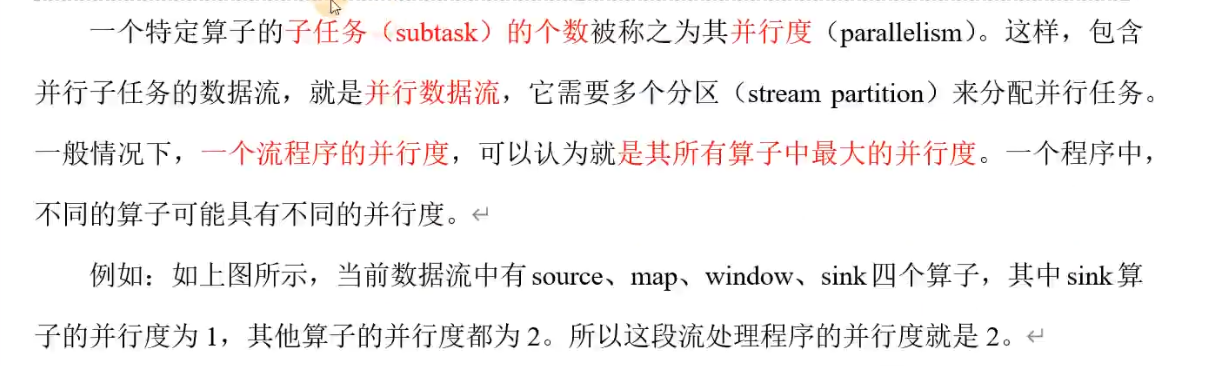 一个特定算子的子任务（subtask）的个数被称之为其并行度（parallelism）。这样，包含
并行子任务的数据流，就是并行数据流，它需要多个分区（stream partition）来分配并行任务。
一般情况下，一个流程序的并行度，可以认为就是其所有算子中最大的并行度。一个程序中，
不同的算子可能具有不同的并行度。↵
例如：如上图所示，当前数据流中有 source、map、window、sink 四个算子，其中 sink 算
子的并行度为 1，其他算子的并行度都为 2。所以这段流处理程序的并行度就是 2。↵